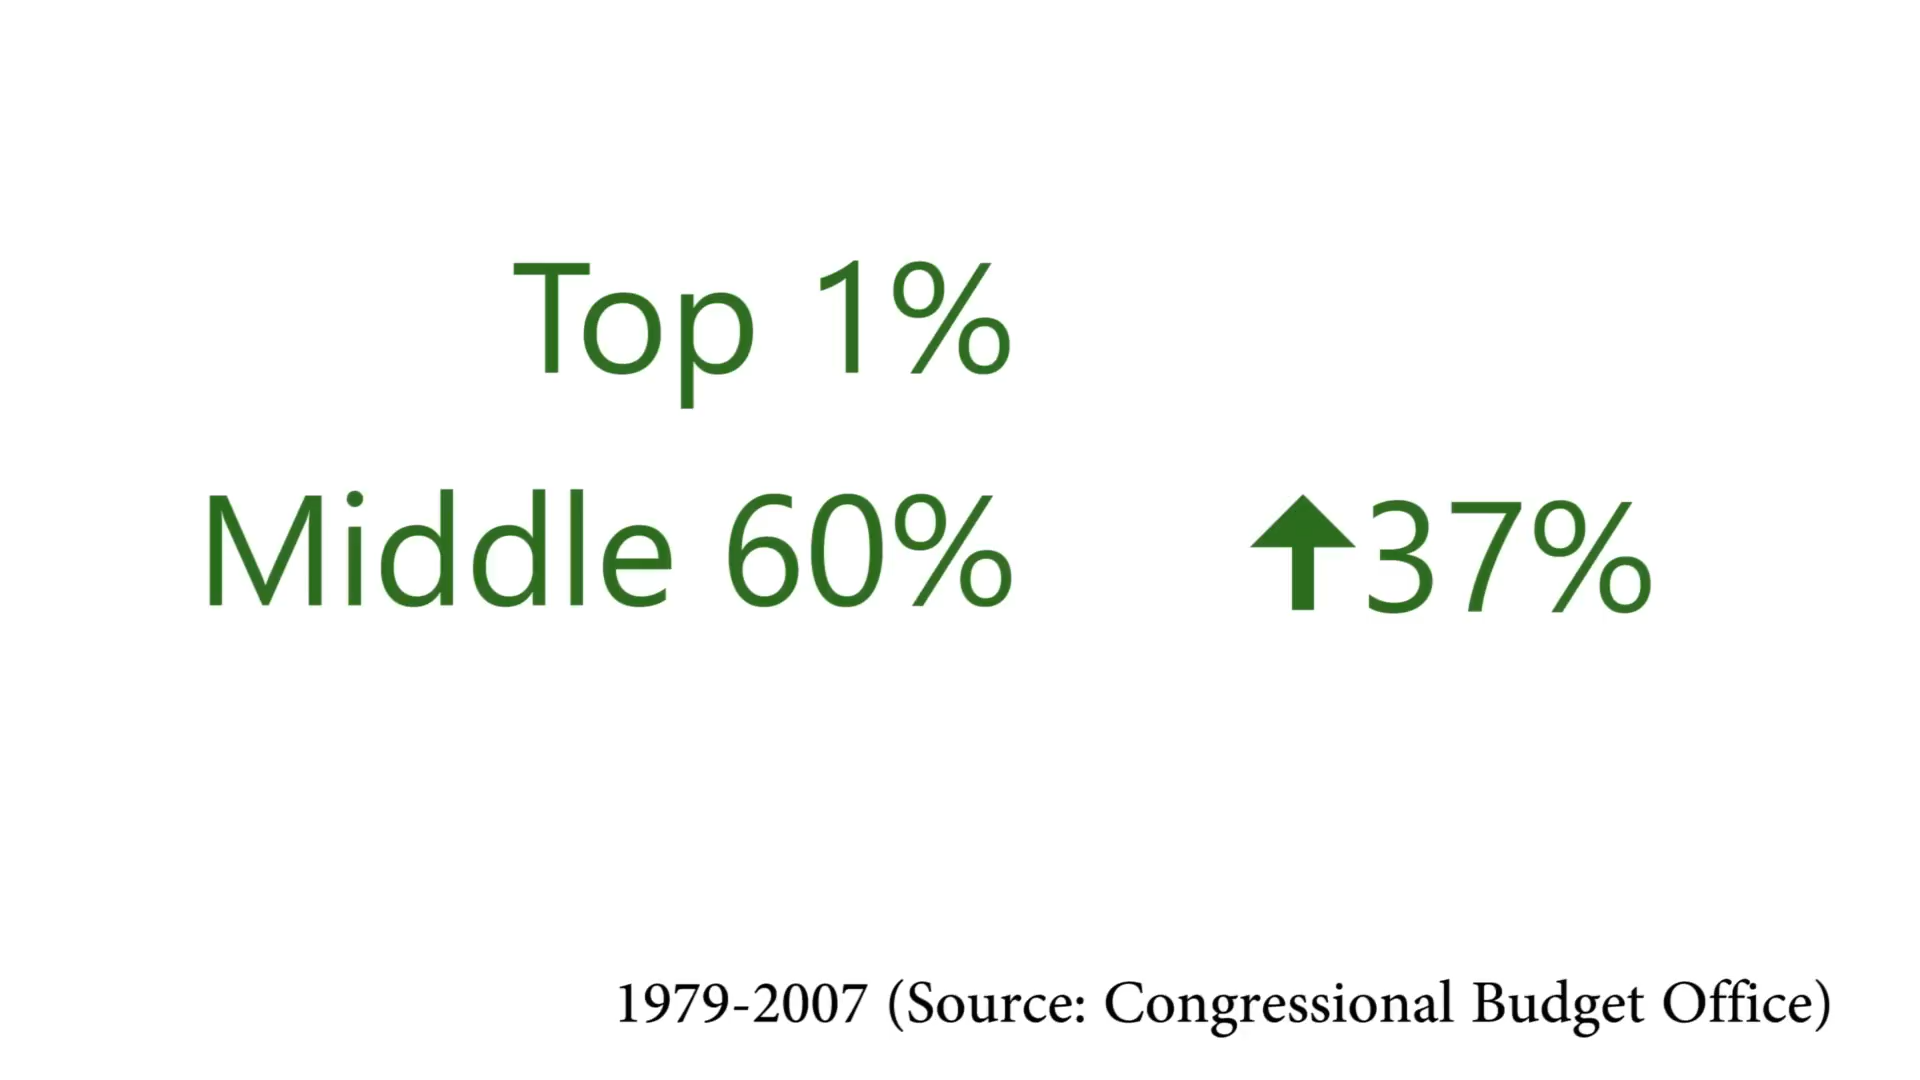 Top 1%
Middle 60% ↑37%
1979-2007 (Source: Congressional Budget Office)